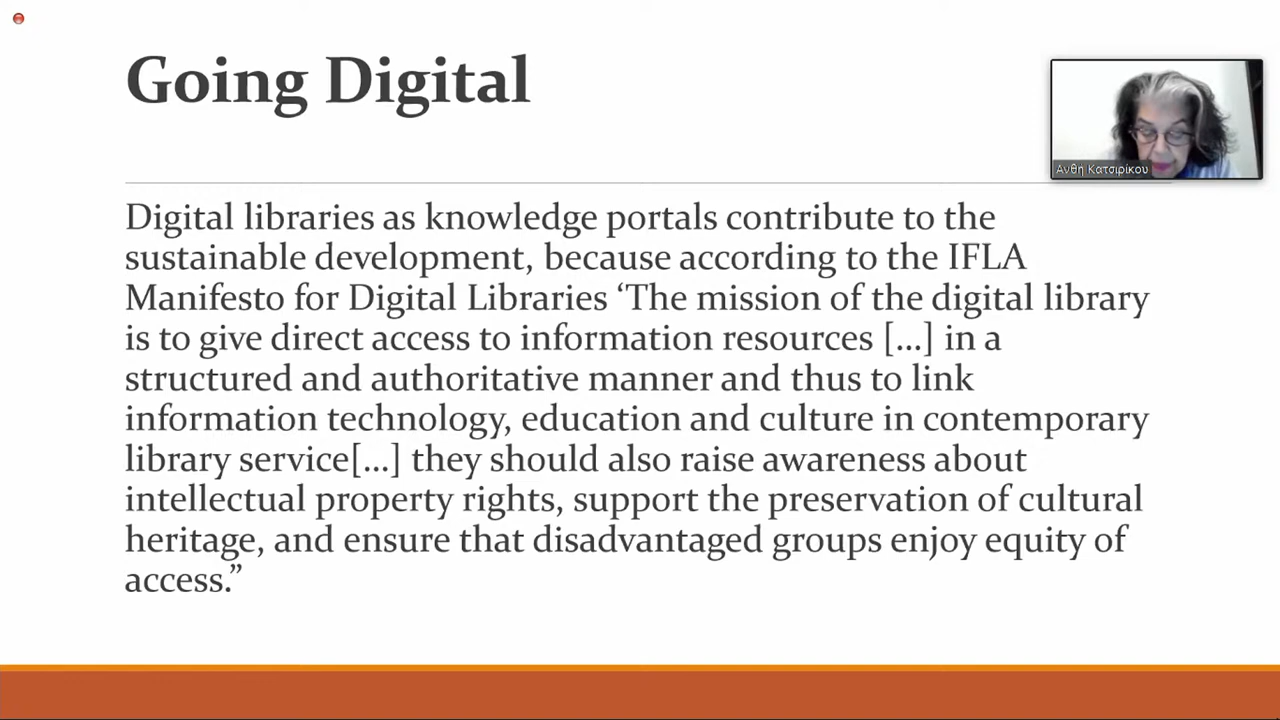 Going Digital
Ανθή Κατσιρίκου
Digital libraries as knowledge portals contribute to the
sustainable development, because according to the IFLA
Manifesto for Digital Libraries ‘The mission of the digital library
is to give direct access to information resources [...] in a
structured and authoritative manner and thus to link
information technology, education and culture in contemporary
library service[...] they should also raise awareness about
intellectual property rights, support the preservation of cultural
heritage, and ensure that disadvantaged groups enjoy equity of
access.”